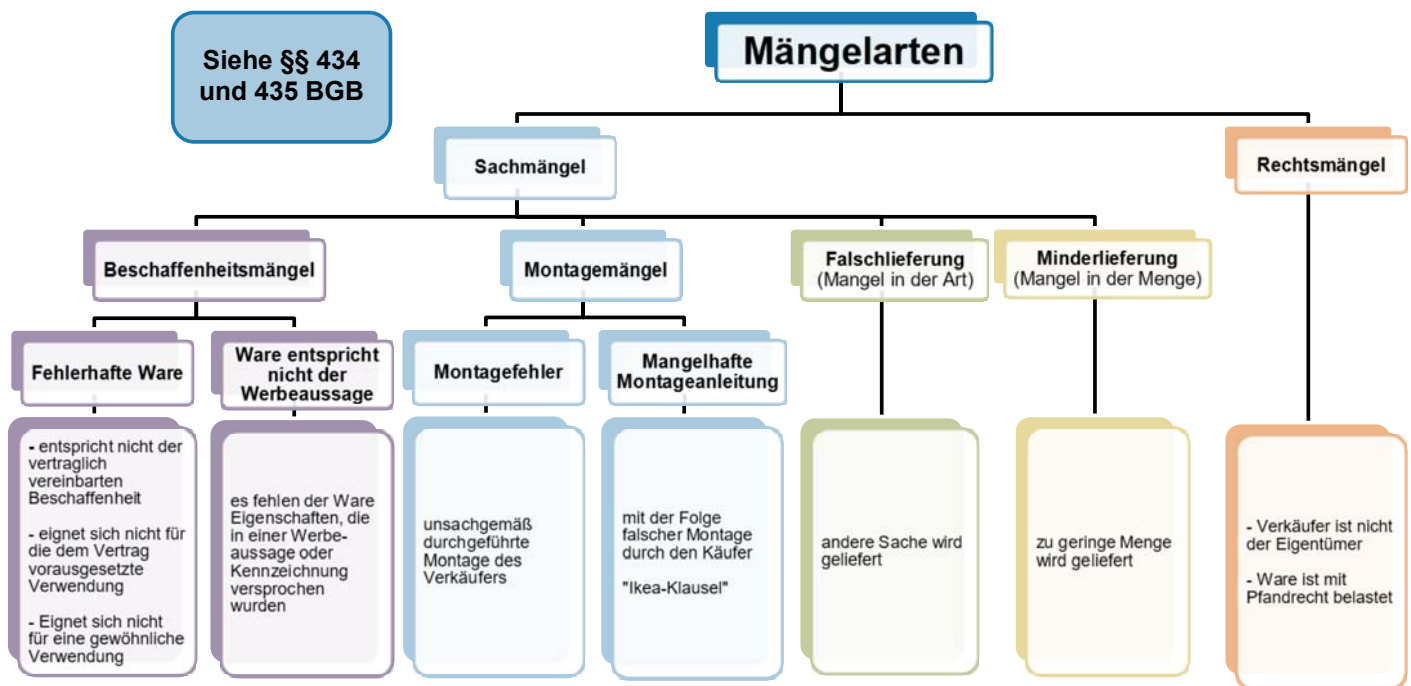 Siehe §§ 434
und 435 BGB
Mängelarten
Sachmängel
Rechtsmängel
Beschaffenheitsmängel
Montagemängel
Falschlieferung
(Mangel in der Art)
Minderlieferung
(Mangel in der Menge)
Fehlerhafte Ware
Ware entspricht
nicht der
Werbeaussage
Montagefehler
Mangelhafte
Montageanleitung
- entspricht nicht der
vertraglich
vereinbarten
Beschaffenheit
- eignet sich nicht für
die dem Vertrag
vorausgesetzte
Verwendung
- Eignet sich nicht
für eine gewöhnliche
Verwendung
es fehlen der Ware
Eigenschaften, die
in einer Werbe-
aussage oder
Kennzeichnung
versprochen
wurden
unsachgemäß
durchgeführte
Montage des
Verkäufers
mit der Folge
falscher Montage
durch den Käufer
"Ikea-Klausel"
andere Sache wird
geliefert
zu geringe Menge
wird geliefert
- Verkäufer ist nicht
der Eigentümer
- Ware ist mit
Pfandrecht belastet